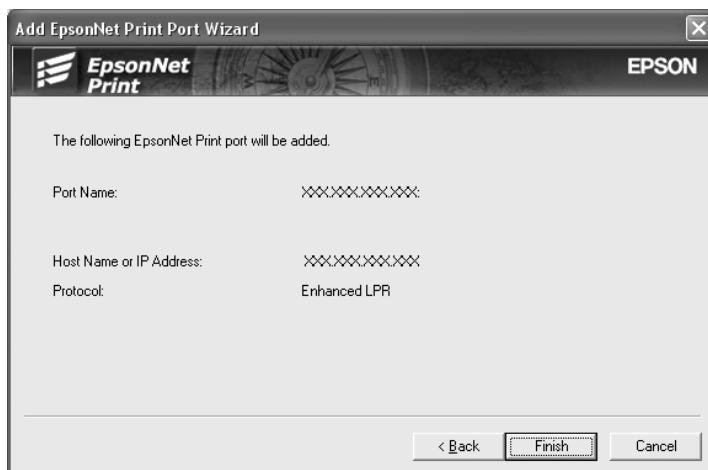 Add EpsonNet Print Port Wizard
EpsonNet
Print
EPSON
The following EpsonNet Print port will be added.
Port Name: XXX.XXX.XXX.XXX:
Host Name or IP Address: XXX.XXX.XXX.XXX
Protocol: Enhanced LPR
< Back
Finish
Cancel